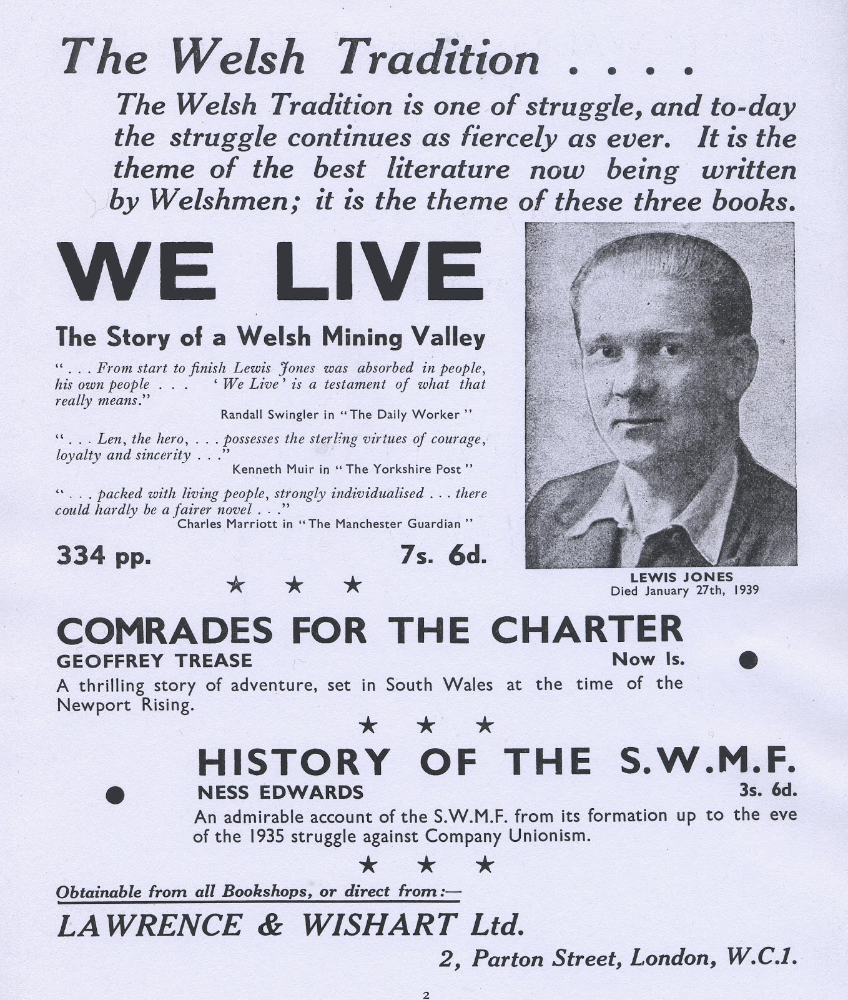 The Welsh Tradition . . . .
The Welsh Tradition is one of struggle, and to-day
the struggle continues as fiercely as ever. It is the
theme of the best literature now being written
by Welshmen; it is the theme of these three books.
WE LIVE
The Story of a Welsh Mining Valley
“ . . . From start to finish Lewis Jones was absorbed in people,
his own people . . . ‘ We Live ’ is a testament of what that
really means.”
Randall Swingler in “The Daily Worker ”
“ . . . Len, the hero, . . . possesses the sterling virtues of courage,
loyalty and sincerity . . .”
Kenneth Muir in “ The Yorkshire Post ”
“ . . . packed with living people, strongly individualised . . . there
could hardly be a fairer novel . . .”
Charles Marriott in “ The Manchester Guardian ”
334 pp. 7s. 6d.
LEWIS JONES
Died January 27th, 1939
COMRADES FOR THE CHARTER
GEOFFREY TREASE Now 1s.
A thrilling story of adventure, set in South Wales at the time of the
Newport Rising.
HISTORY OF THE S.W.M.F.
NESS EDWARDS 3s. 6d.
An admirable account of the S.W.M.F. from its formation up to the eve
of the 1935 struggle against Company Unionism.
Obtainable from all Bookshops, or direct from:—
LAWRENCE & WISHART Ltd.
2, Parton Street, London, W.C.1.
2